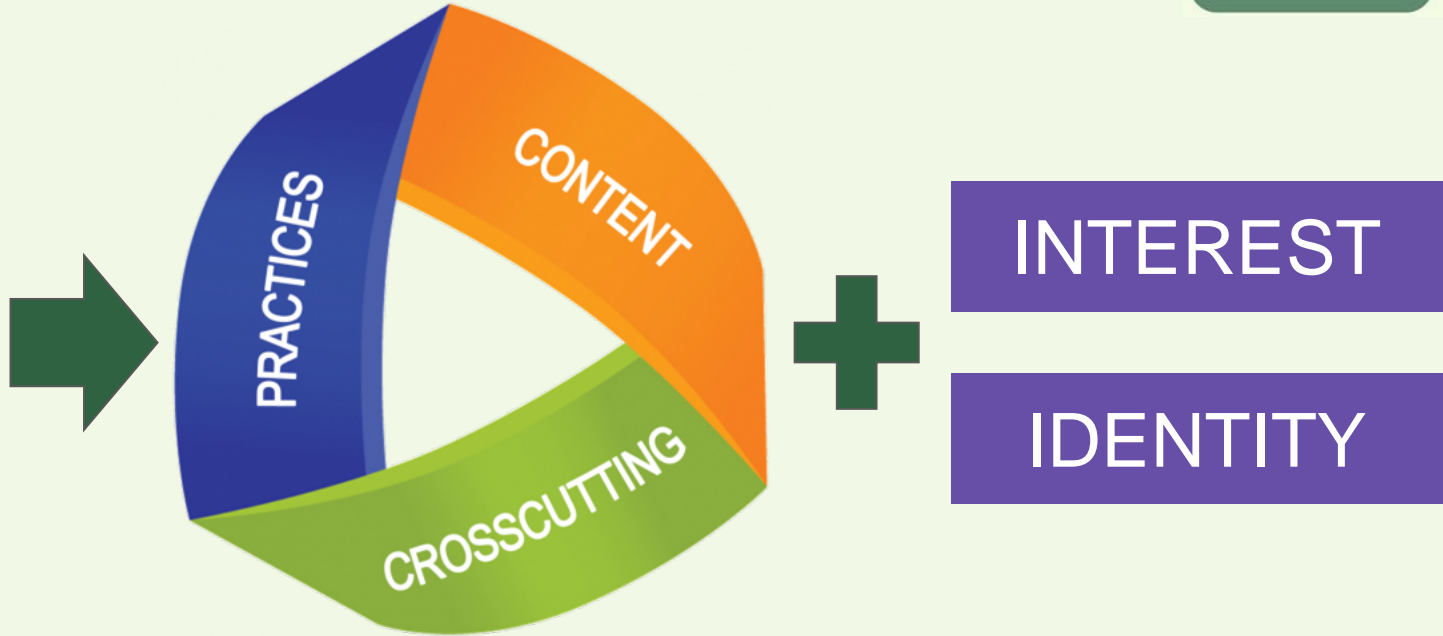 PRACTICES
CONTENT
CROSSCUTTING
INTEREST
IDENTITY